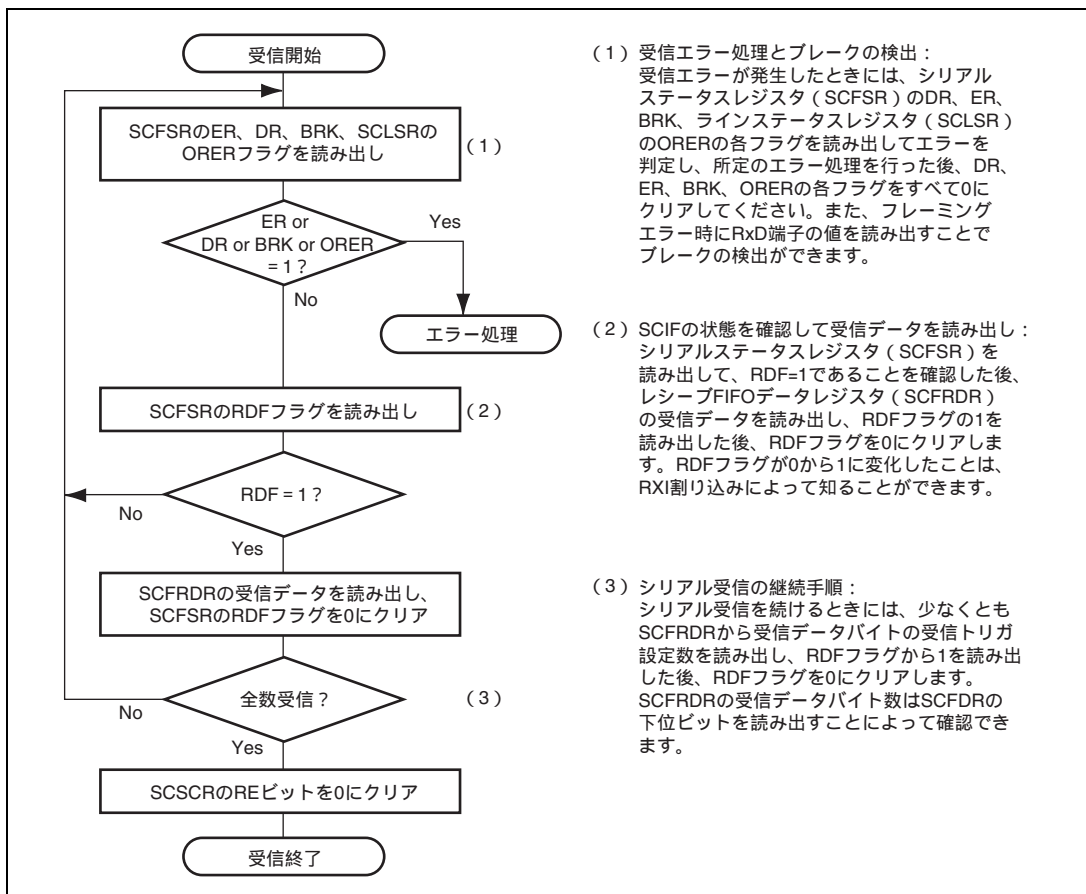 受信開始
SCFSRのER、DR、BRK、SCLSRの
ORERフラグを読み出し
(1)
ER or
DR or BRK or ORER
= 1?
Yes
No
エラー処理
SCFSRのRDFフラグを読み出し
(2)
RDF = 1?
No
Yes
SCFRDRの受信データを読み出し、
SCFSRのRDFフラグを0にクリア
全数受信?
(3)
No
Yes
SCSCRのREビットを0にクリア
受信終了
(1)受信エラー処理とブレークの検出:
受信エラーが発生したときには、シリアル
ステータスレジスタ(SCFSR)のDR、ER、
BRK、ラインステータスレジスタ(SCLSR)
のORERの各フラグを読み出してエラーを
判定し、所定のエラー処理を行った後、DR、
ER、BRK、ORERの各フラグをすべて0に
クリアしてください。また、フレーミング
エラー時にRxD端子の値を読み出すことで
ブレークの検出ができます。
(2)SCIFの状態を確認して受信データを読み出し:
シリアルステータスレジスタ(SCFSR)を
読み出して、RDF=1であることを確認した後、
レシーブFIFOデータレジスタ(SCFRDR)
の受信データを読み出し、RDFフラグの1を
読み出した後、RDFフラグを0にクリアしま
す。RDFフラグが0から1に変化したことは、
RXI割り込みによって知ることができます。
(3)シリアル受信の継続手順:
シリアル受信を続けるときには、少なくとも
SCFRDRから受信データバイトの受信トリガ
設定数を読み出し、RDFフラグから1を読み出
した後、RDFフラグを0にクリアします。
SCFRDRの受信データバイト数はSCFDRの
下位ビットを読み出すことによって確認でき
ます。